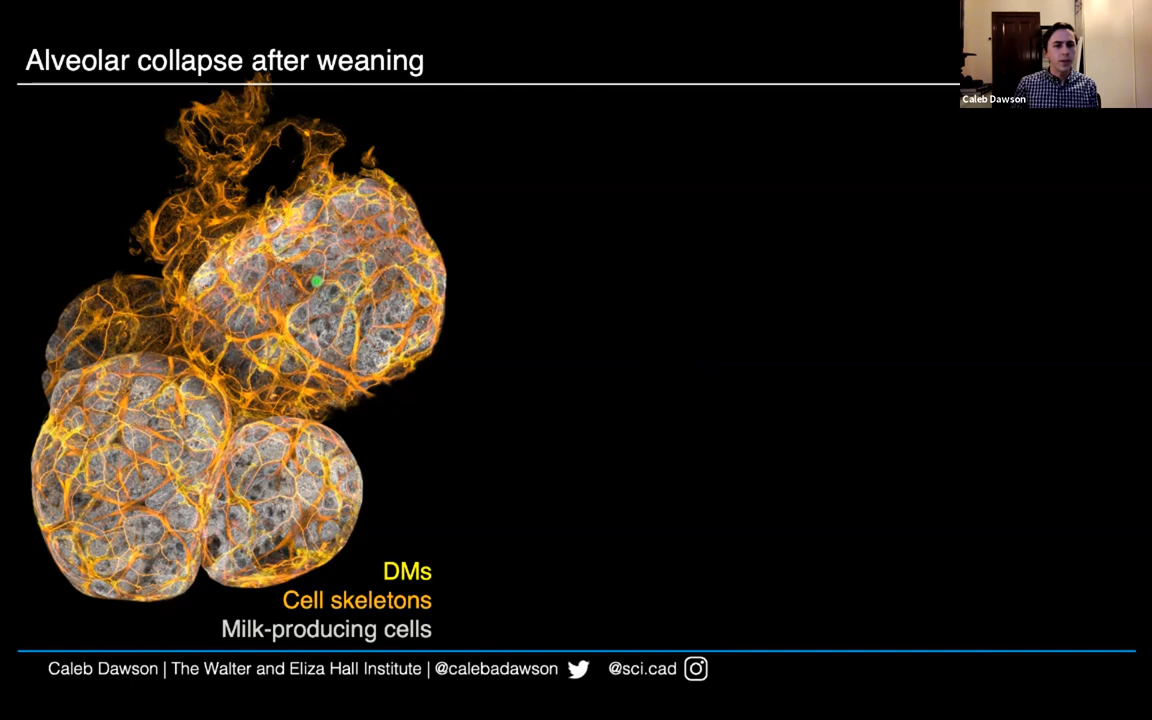 Alveolar collapse after weaning
Caleb Dawson
DMs
Cell skeletons
Milk-producing cells
Caleb Dawson | The Walter and Eliza Hall Institute | @calebadawson @sci.cad